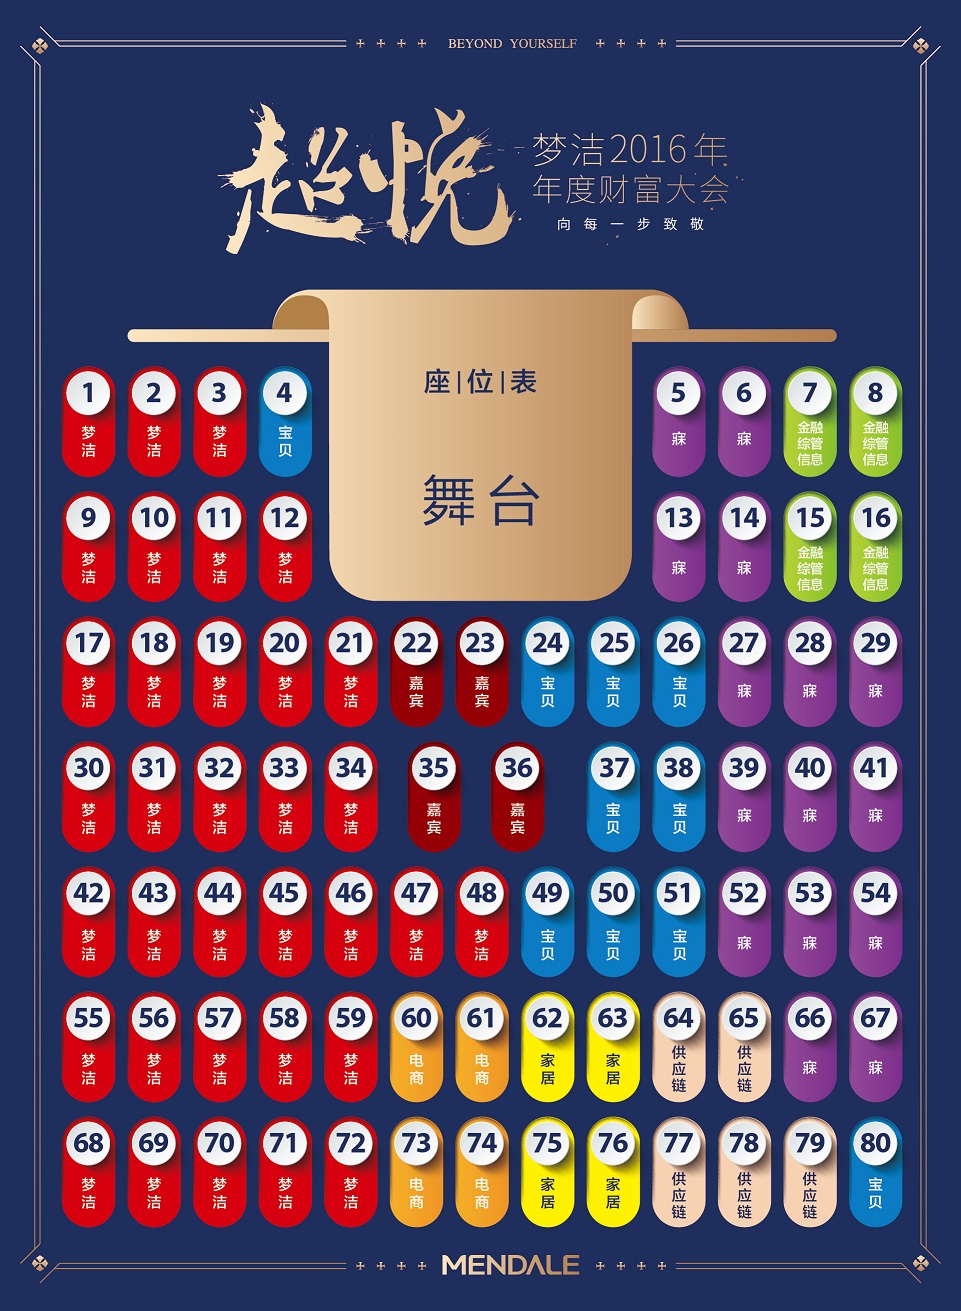 BEYOND YOURSELF
超悦
梦洁2016年
年度财富大会
向每一步致敬
座|位|表
舞台
1 梦洁
2 梦洁
3 梦洁
4 宝贝
5 寐
6 寐
7 金融综管信息
8 金融综管信息
9 梦洁
10 梦洁
11 梦洁
12 梦洁
13 寐
14 寐
15 金融综管信息
16 金融综管信息
17 梦洁
18 梦洁
19 梦洁
20 梦洁
21 梦洁
22 嘉宾
23 嘉宾
24 宝贝
25 宝贝
26 宝贝
27 寐
28 寐
29 寐
30 梦洁
31 梦洁
32 梦洁
33 梦洁
34 梦洁
35 嘉宾
36 嘉宾
37 宝贝
38 宝贝
39 寐
40 寐
41 寐
42 梦洁
43 梦洁
44 梦洁
45 梦洁
46 梦洁
47 梦洁
48 梦洁
49 宝贝
50 宝贝
51 宝贝
52 寐
53 寐
54 寐
55 梦洁
56 梦洁
57 梦洁
58 梦洁
59 梦洁
60 电商
61 电商
62 家居
63 家居
64 供应链
65 供应链
66 寐
67 寐
68 梦洁
69 梦洁
70 梦洁
71 梦洁
72 梦洁
73 电商
74 电商
75 家居
76 家居
77 供应链
78 供应链
79 供应链
80 宝贝
MENDALE